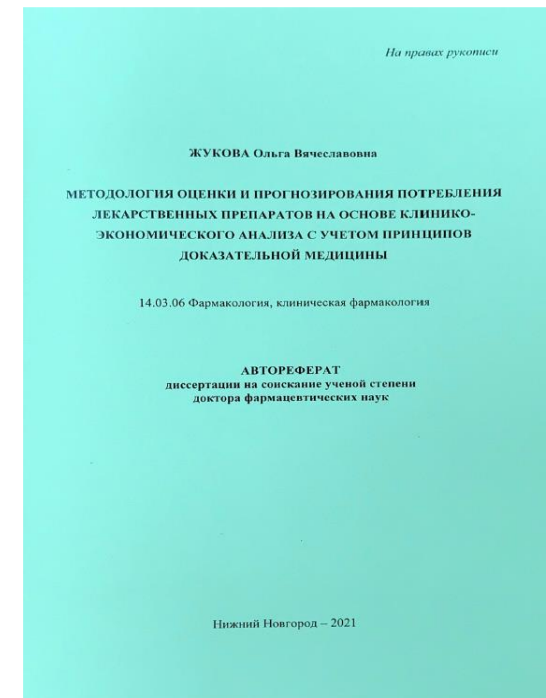 На правах рукописи
ЖУКОВА Ольга Вячеславовна
МЕТОДОЛОГИЯ ОЦЕНКИ И ПРОГНОЗИРОВАНИЯ ПОТРЕБЛЕНИЯ
ЛЕКАРСТВЕННЫХ ПРЕПАРАТОВ НА ОСНОВЕ КЛИНИКО-
ЭКОНОМИЧЕСКОГО АНАЛИЗА С УЧЕТОМ ПРИНЦИПОВ
ДОКАЗАТЕЛЬНОЙ МЕДИЦИНЫ
14.03.06 Фармакология, клиническая фармакология
АВТОРЕФЕРАТ
диссертации на соискание ученой степени
доктора фармацевтических наук
Нижний Новгород – 2021